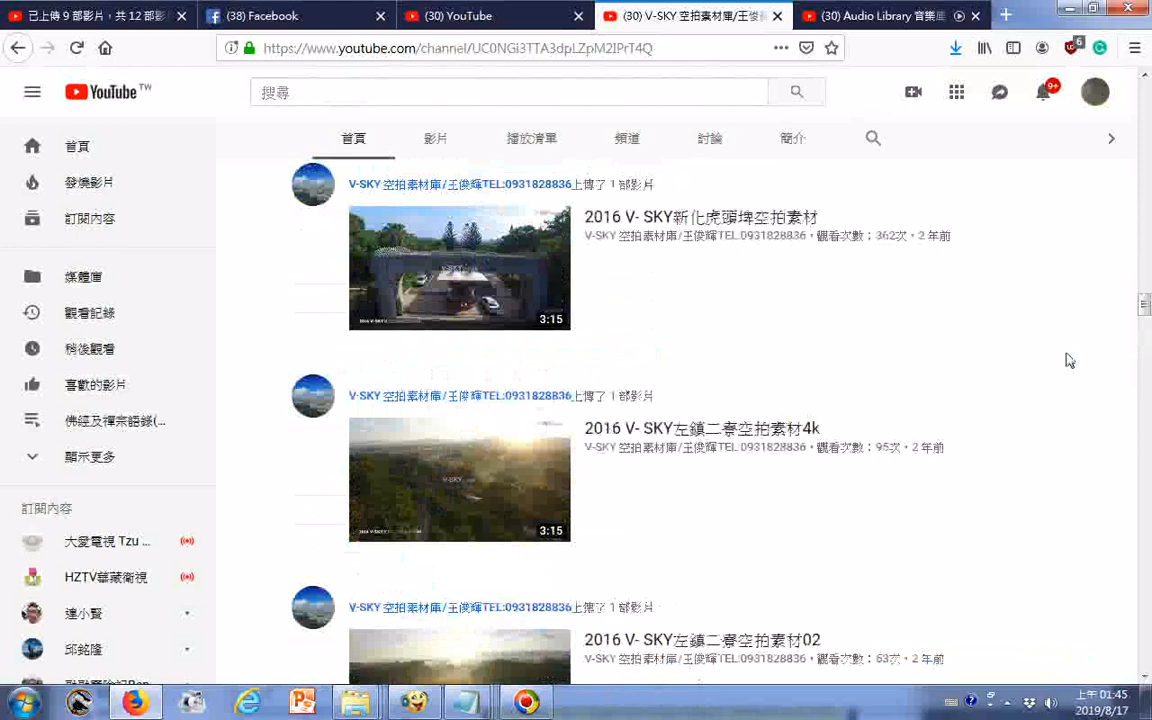 已上傳 9 部影片，共 12 部影
(38) Facebook
(30) YouTube
(30) V-SKY 空拍素材庫/王俊輝
(30) Audio Library 音樂庫
https://www.youtube.com/channel/UC0NGi3TTA3dpLZpM2IPrT4Q
6
YouTube TW
搜尋
9+
首頁
影片
播放清單
頻道
討論
簡介
首頁
發燒影片
訂閱內容
媒體庫
觀看記錄
稍後觀看
喜歡的影片
佛經及禪宗語錄(...
顯示更多
訂閱內容
大愛電視 Tzu ...
HZTV華藏衛視
達小賢
邱銘隆
V-SKY 空拍素材庫/王俊輝TEL:0931828836上傳了 1 部影片
2016 V- SKY新化虎頭埤空拍素材
V-SKY 空拍素材庫/王俊輝TEL:0931828836・觀看次數：362次・2 年前
3:15
V-SKY 空拍素材庫/王俊輝TEL:0931828836上傳了 1 部影片
2016 V- SKY左鎮二寮空拍素材4k
V-SKY 空拍素材庫/王俊輝TEL:0931828836・觀看次數：95次・2 年前
V-SKY
3:15
V-SKY 空拍素材庫/王俊輝TEL:0931828836上傳了 1 部影片
2016 V- SKY左鎮二寮空拍素材02
V-SKY 空拍素材庫/王俊輝TEL:0931828836・觀看次數：63次・2 年前
上午 01:45
2019/8/17